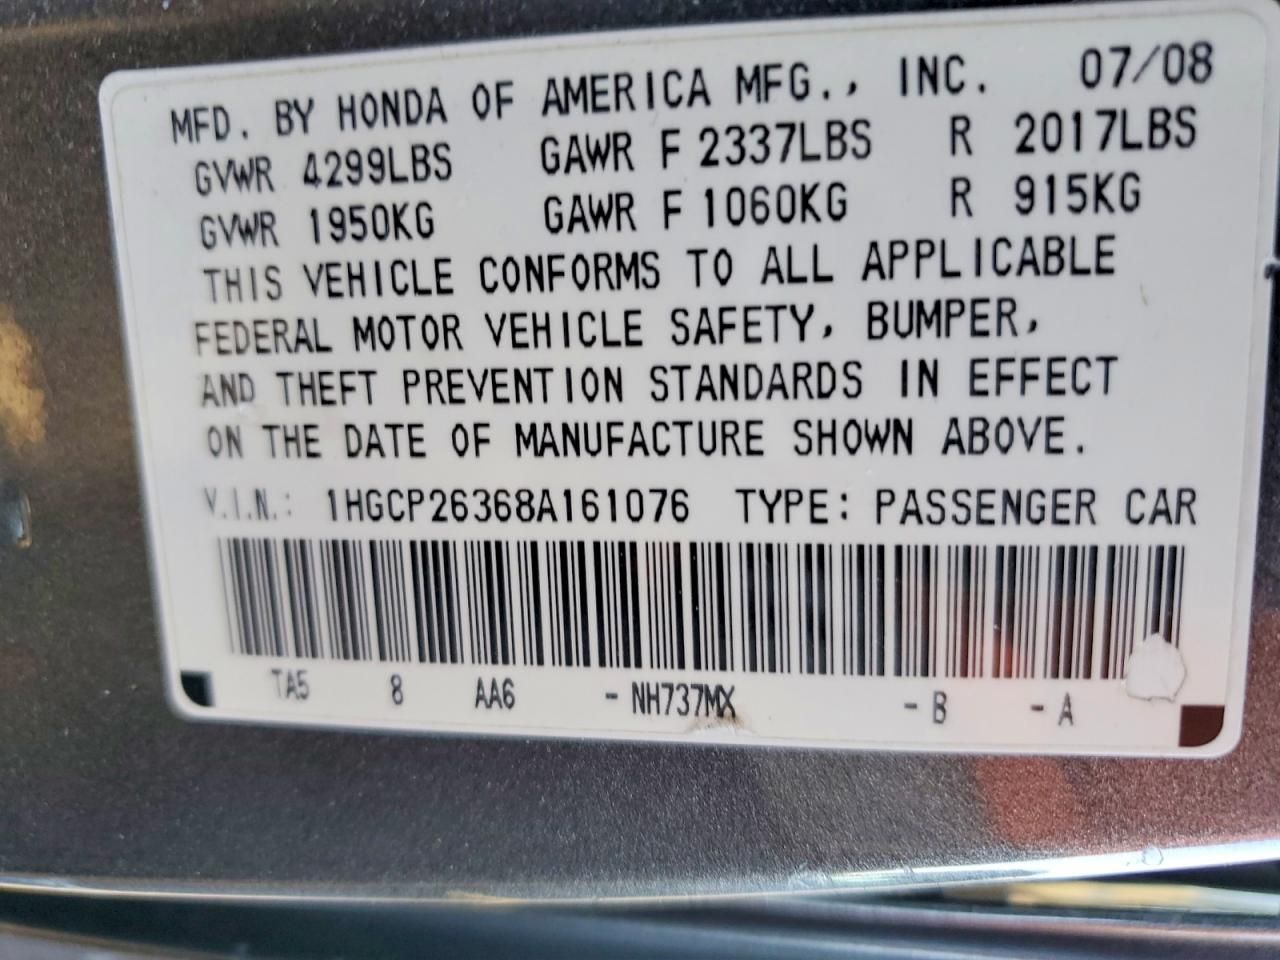 MFD. BY HONDA OF AMERICA MFG., INC. 07/08
GVWR 4299LBS GAWR F 2337LBS R 2017LBS
GVWR 1950KG GAWR F 1060KG R 915KG
THIS VEHICLE CONFORMS TO ALL APPLICABLE
FEDERAL MOTOR VEHICLE SAFETY, BUMPER,
AND THEFT PREVENTION STANDARDS IN EFFECT
ON THE DATE OF MANUFACTURE SHOWN ABOVE.
V.I.N.: 1HGCP26368A161076 TYPE: PASSENGER CAR
TA5 8 AA6 - NH737MX - B - A